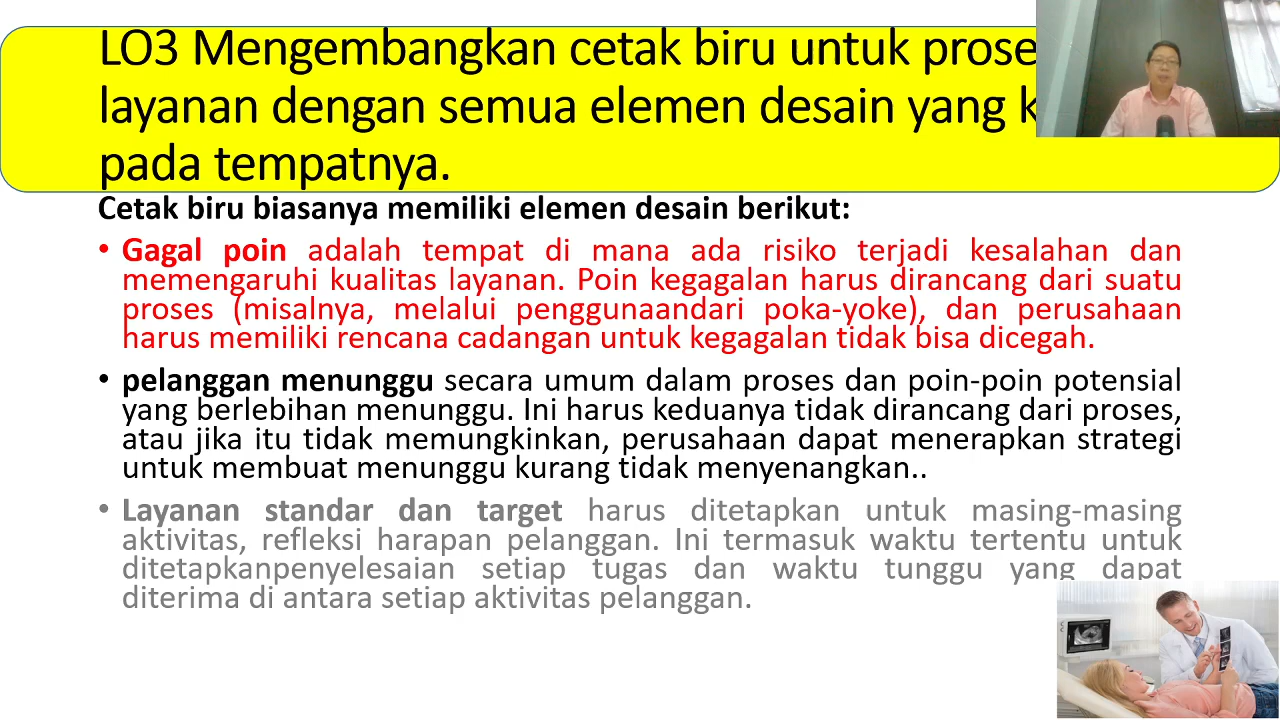 LO3 Mengembangkan cetak biru untuk
layanan dengan semua elemen desain yang
pada tempatnya.
Cetak biru biasanya memiliki elemen desain berikut:
• Gagal poin adalah tempat di mana ada risiko terjadi kesalahan dan
memengaruhi kualitas layanan. Poin kegagalan harus dirancang dari suatu
proses (misalnya, melalui penggunaandari poka-yoke), dan perusahaan
harus memiliki rencana cadangan untuk kegagalan tidak bisa dicegah.
• pelanggan menunggu secara umum dalam proses dan poin-poin potensial
yang berlebihan menunggu. Ini harus keduanya tidak dirancang dari proses,
atau jika itu tidak memungkinkan, perusahaan dapat menerapkan strategi
untuk membuat menunggu kurang tidak menyenangkan..
• Layanan standar dan target harus ditetapkan untuk masing-masing
aktivitas, refleksi harapan pelanggan. Ini termasuk waktu tertentu untuk
ditetapkanpenyelesaian setiap tugas dan waktu tunggu yang dapat
diterima di antara setiap aktivitas pelanggan.